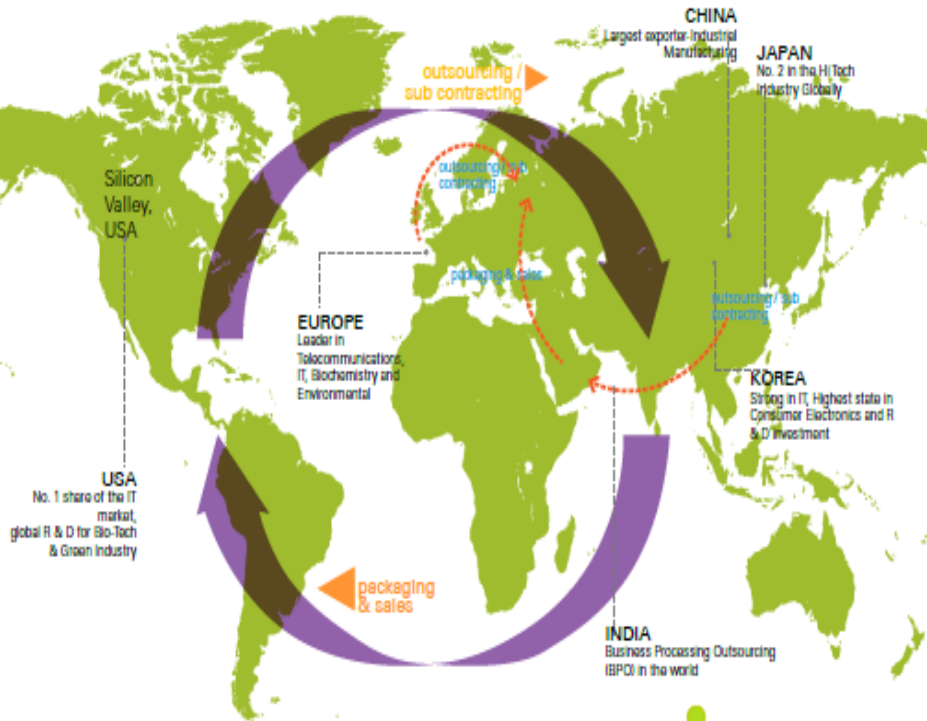 CHINA
Largest exporter-Industrial
Manufacturing
JAPAN
No. 2 in the Hi Tech
Industry Globally
outsourcing /
sub contracting
outsourcing / sub
contracting
Silicon
Valley,
USA
packaging & sales
outsourcing / sub
contracting
EUROPE
Leader in
Telecommunications,
IT, Biochemistry and
Environmental
KOREA
Strong in IT, Highest state in
Consumer Electronics and R
& D investment
USA
No. 1 share of the IT
market,
global R & D for Bio-Tech
& Green Industry
packaging
& sales
INDIA
Business Processing Outsourcing
(BPO) in the world